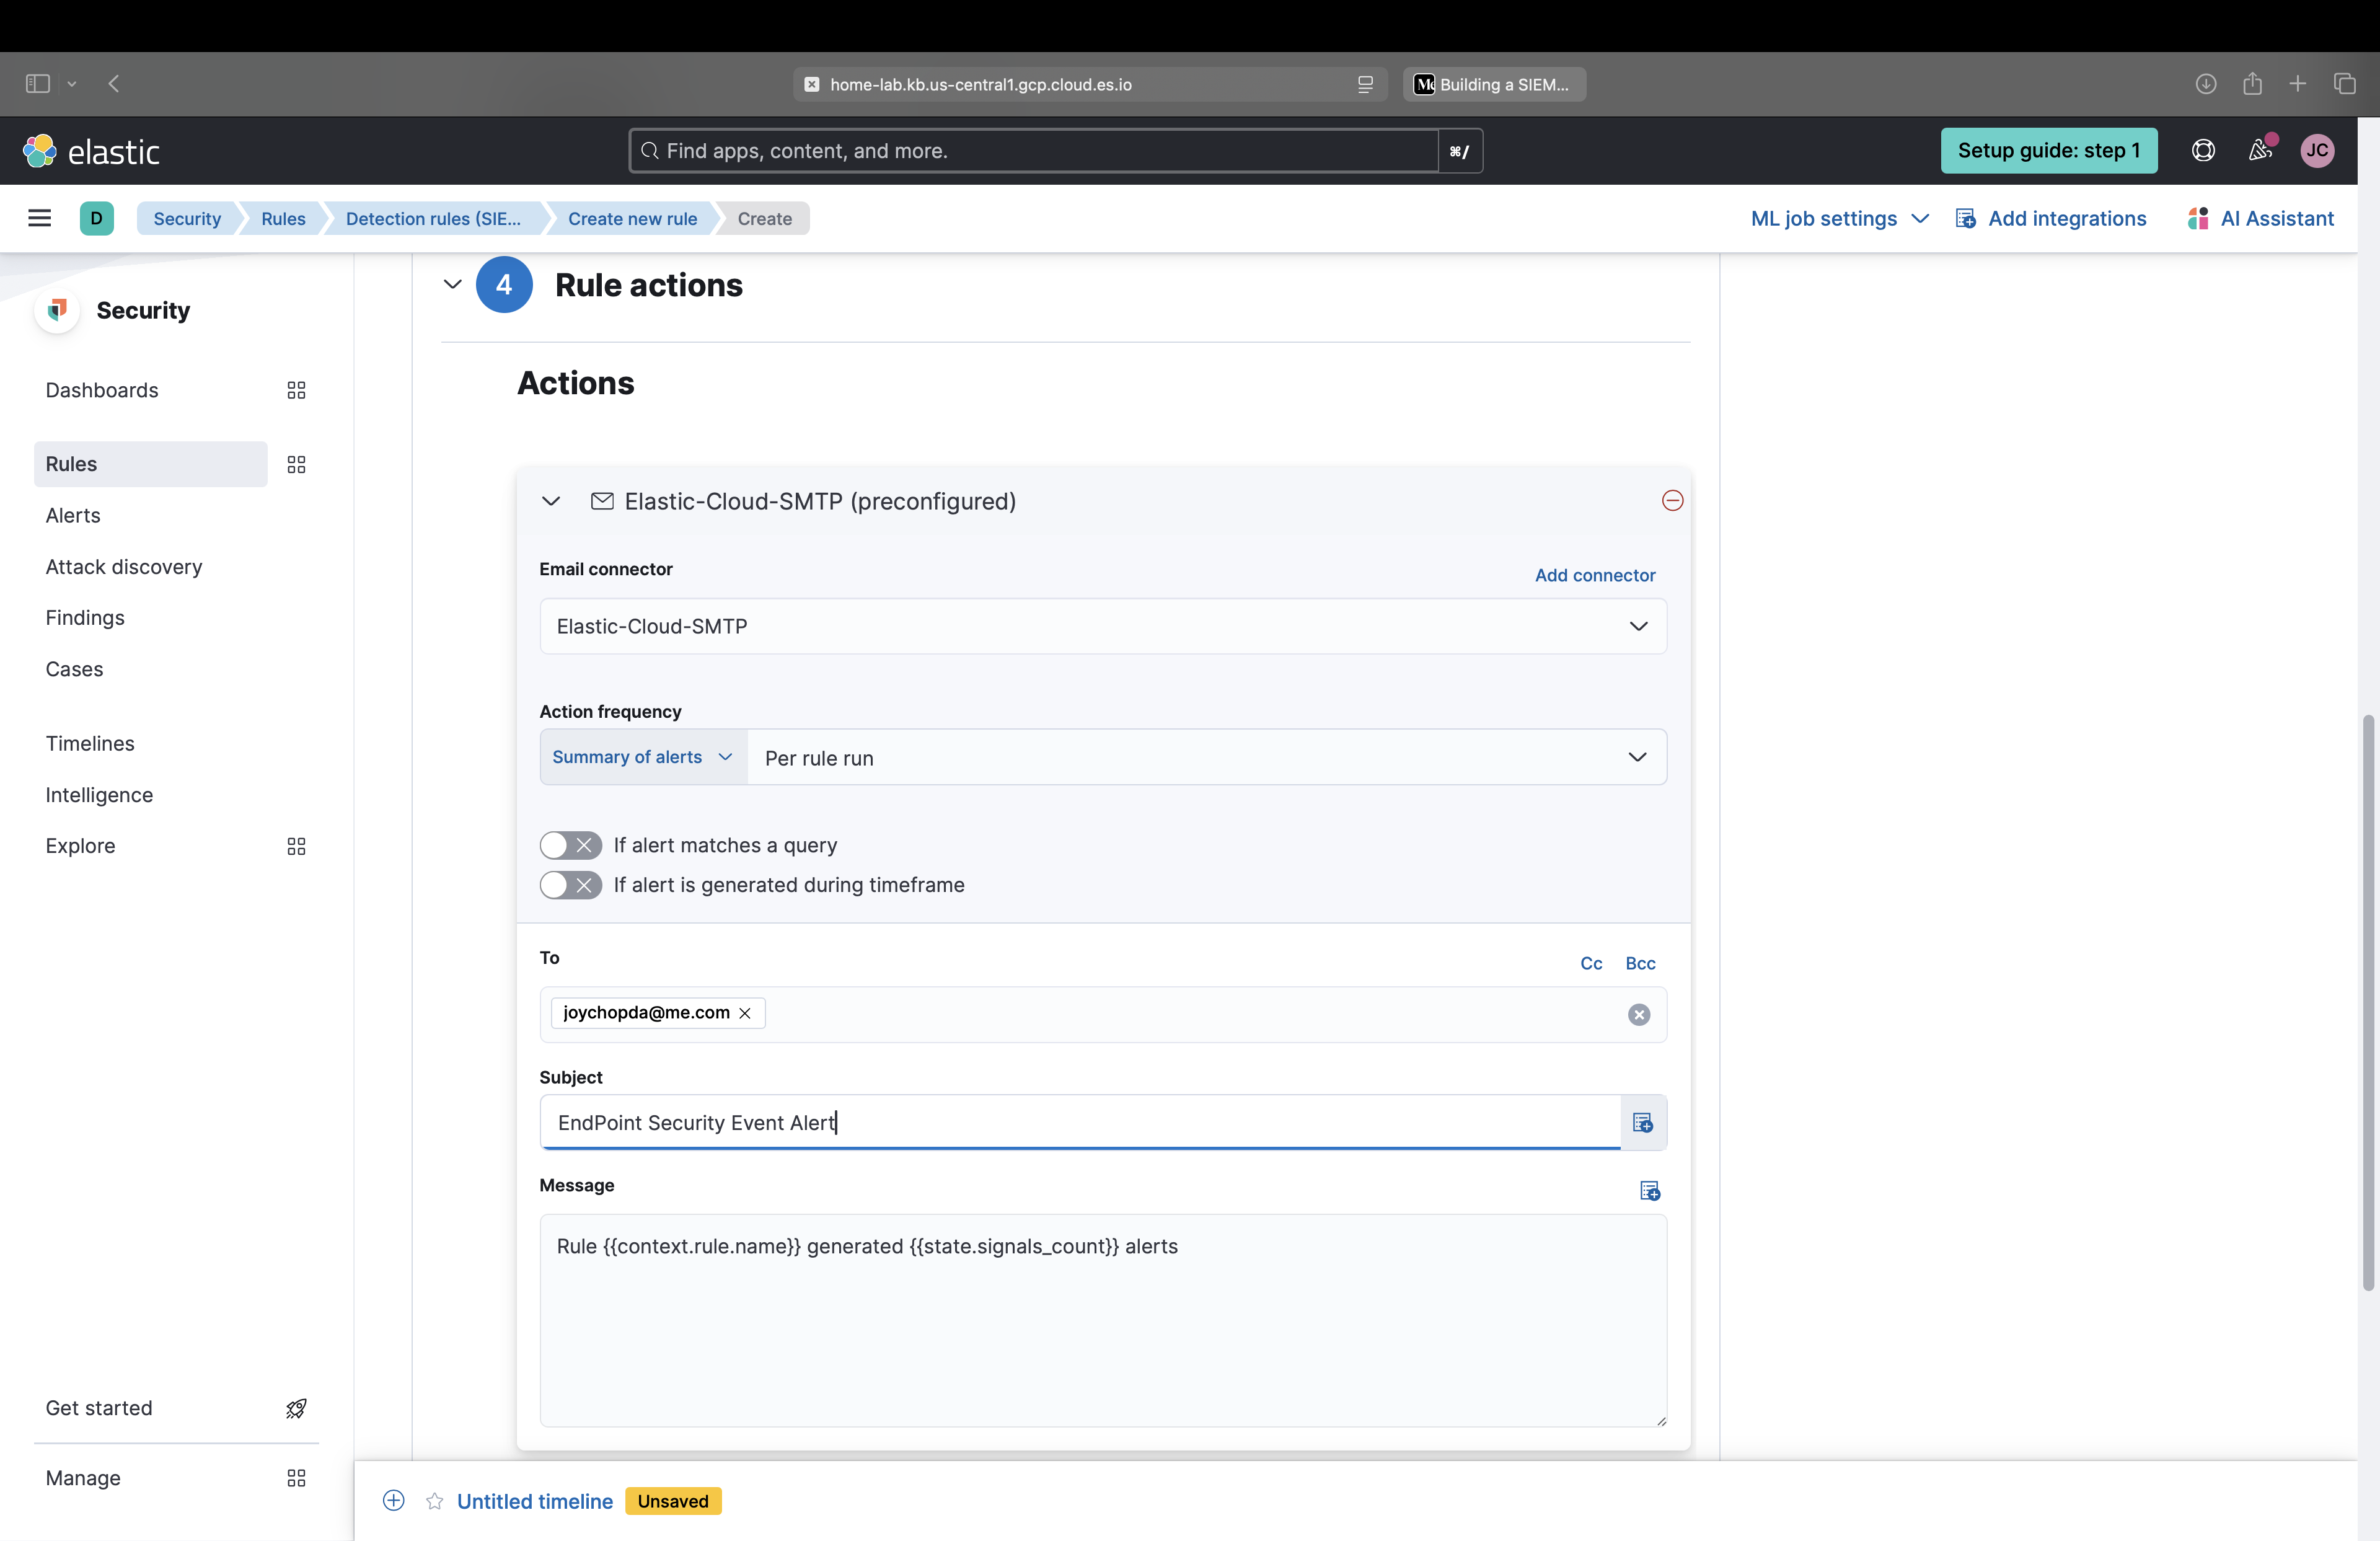 home-lab.kb.us-central1.gcp.cloud.es.io
Building a SIEM...
elastic
Find apps, content, and more.
⌘/
Setup guide: step 1
JC
D
Security
Rules
Detection rules (SIE...
Create new rule
Create
ML job settings
Add integrations
AI Assistant
Security
Dashboards
Rules
Alerts
Attack discovery
Findings
Cases
Timelines
Intelligence
Explore
Get started
Manage
4
Rule actions
Actions
Elastic-Cloud-SMTP (preconfigured)
Email connector
Add connector
Elastic-Cloud-SMTP
Action frequency
Summary of alerts
Per rule run
If alert matches a query
If alert is generated during timeframe
To
Cc
Bcc
joychopda@me.com
Subject
EndPoint Security Event Alert
Message
Rule {{context.rule.name}} generated {{state.signals_count}} alerts
Untitled timeline
Unsaved